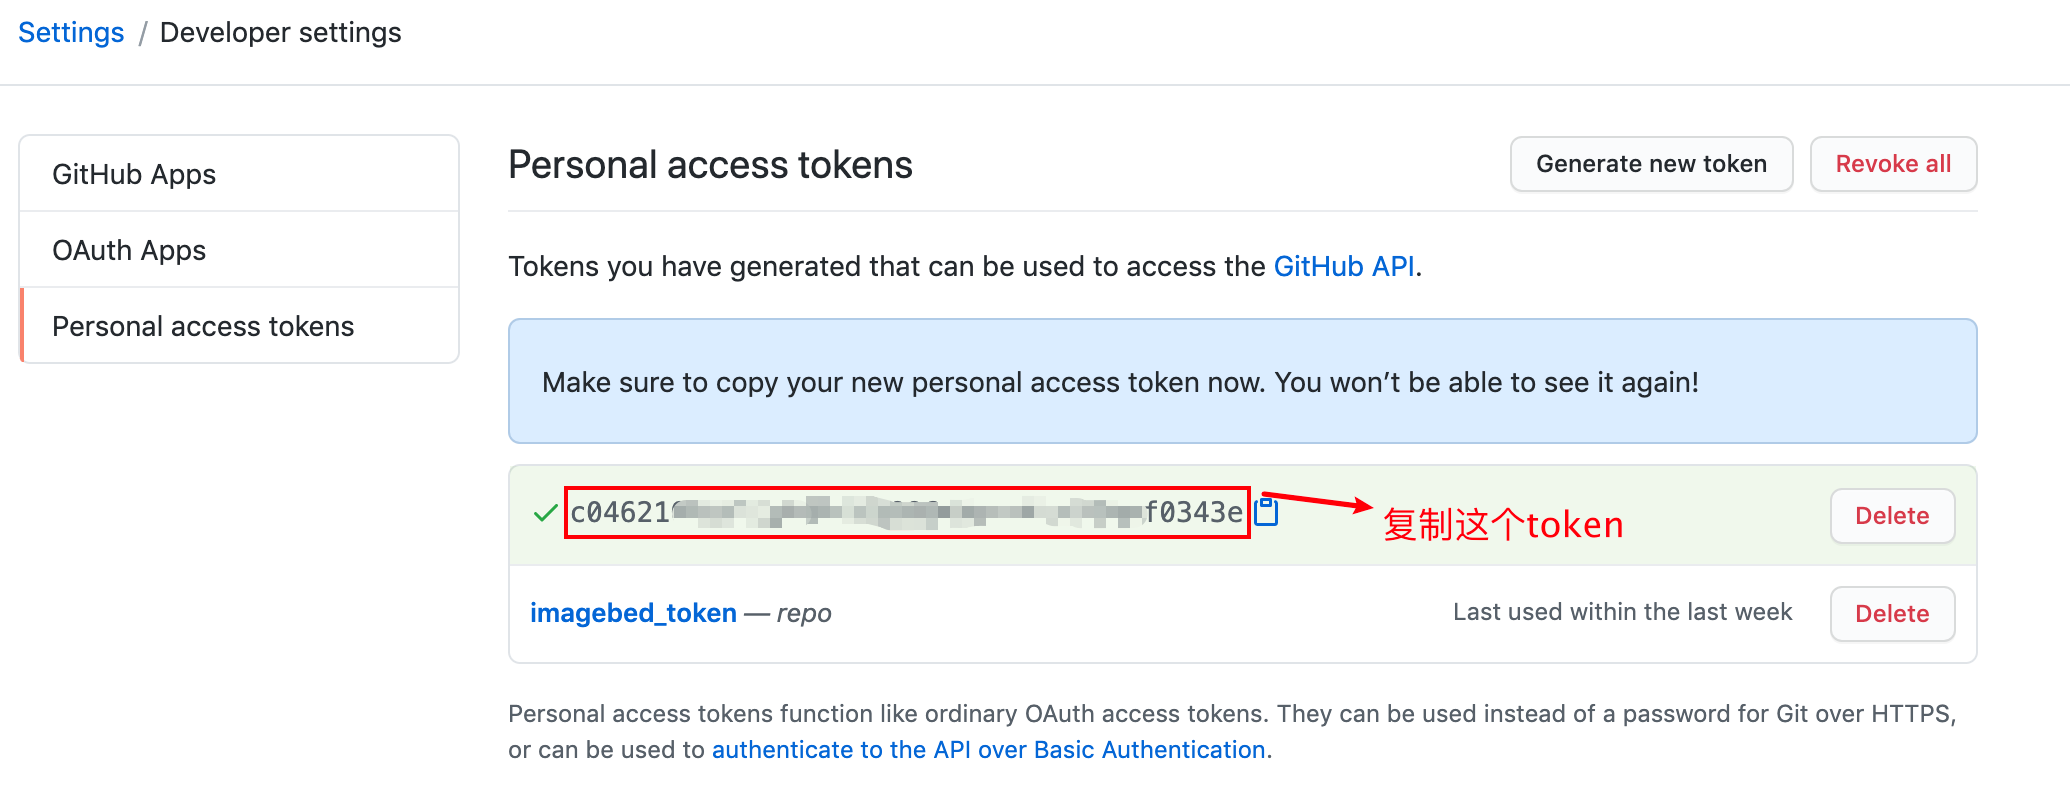 Settings / Developer settings
GitHub Apps
OAuth Apps
Personal access tokens
Personal access tokens
Generate new token
Revoke all
Tokens you have generated that can be used to access the GitHub API.
Make sure to copy your new personal access token now. You won’t be able to see it again!
c04621 f0343e
复制这个token
Delete
imagebed_token — repo
Last used within the last week
Delete
Personal access tokens function like ordinary OAuth access tokens. They can be used instead of a password for Git over HTTPS,
or can be used to authenticate to the API over Basic Authentication.